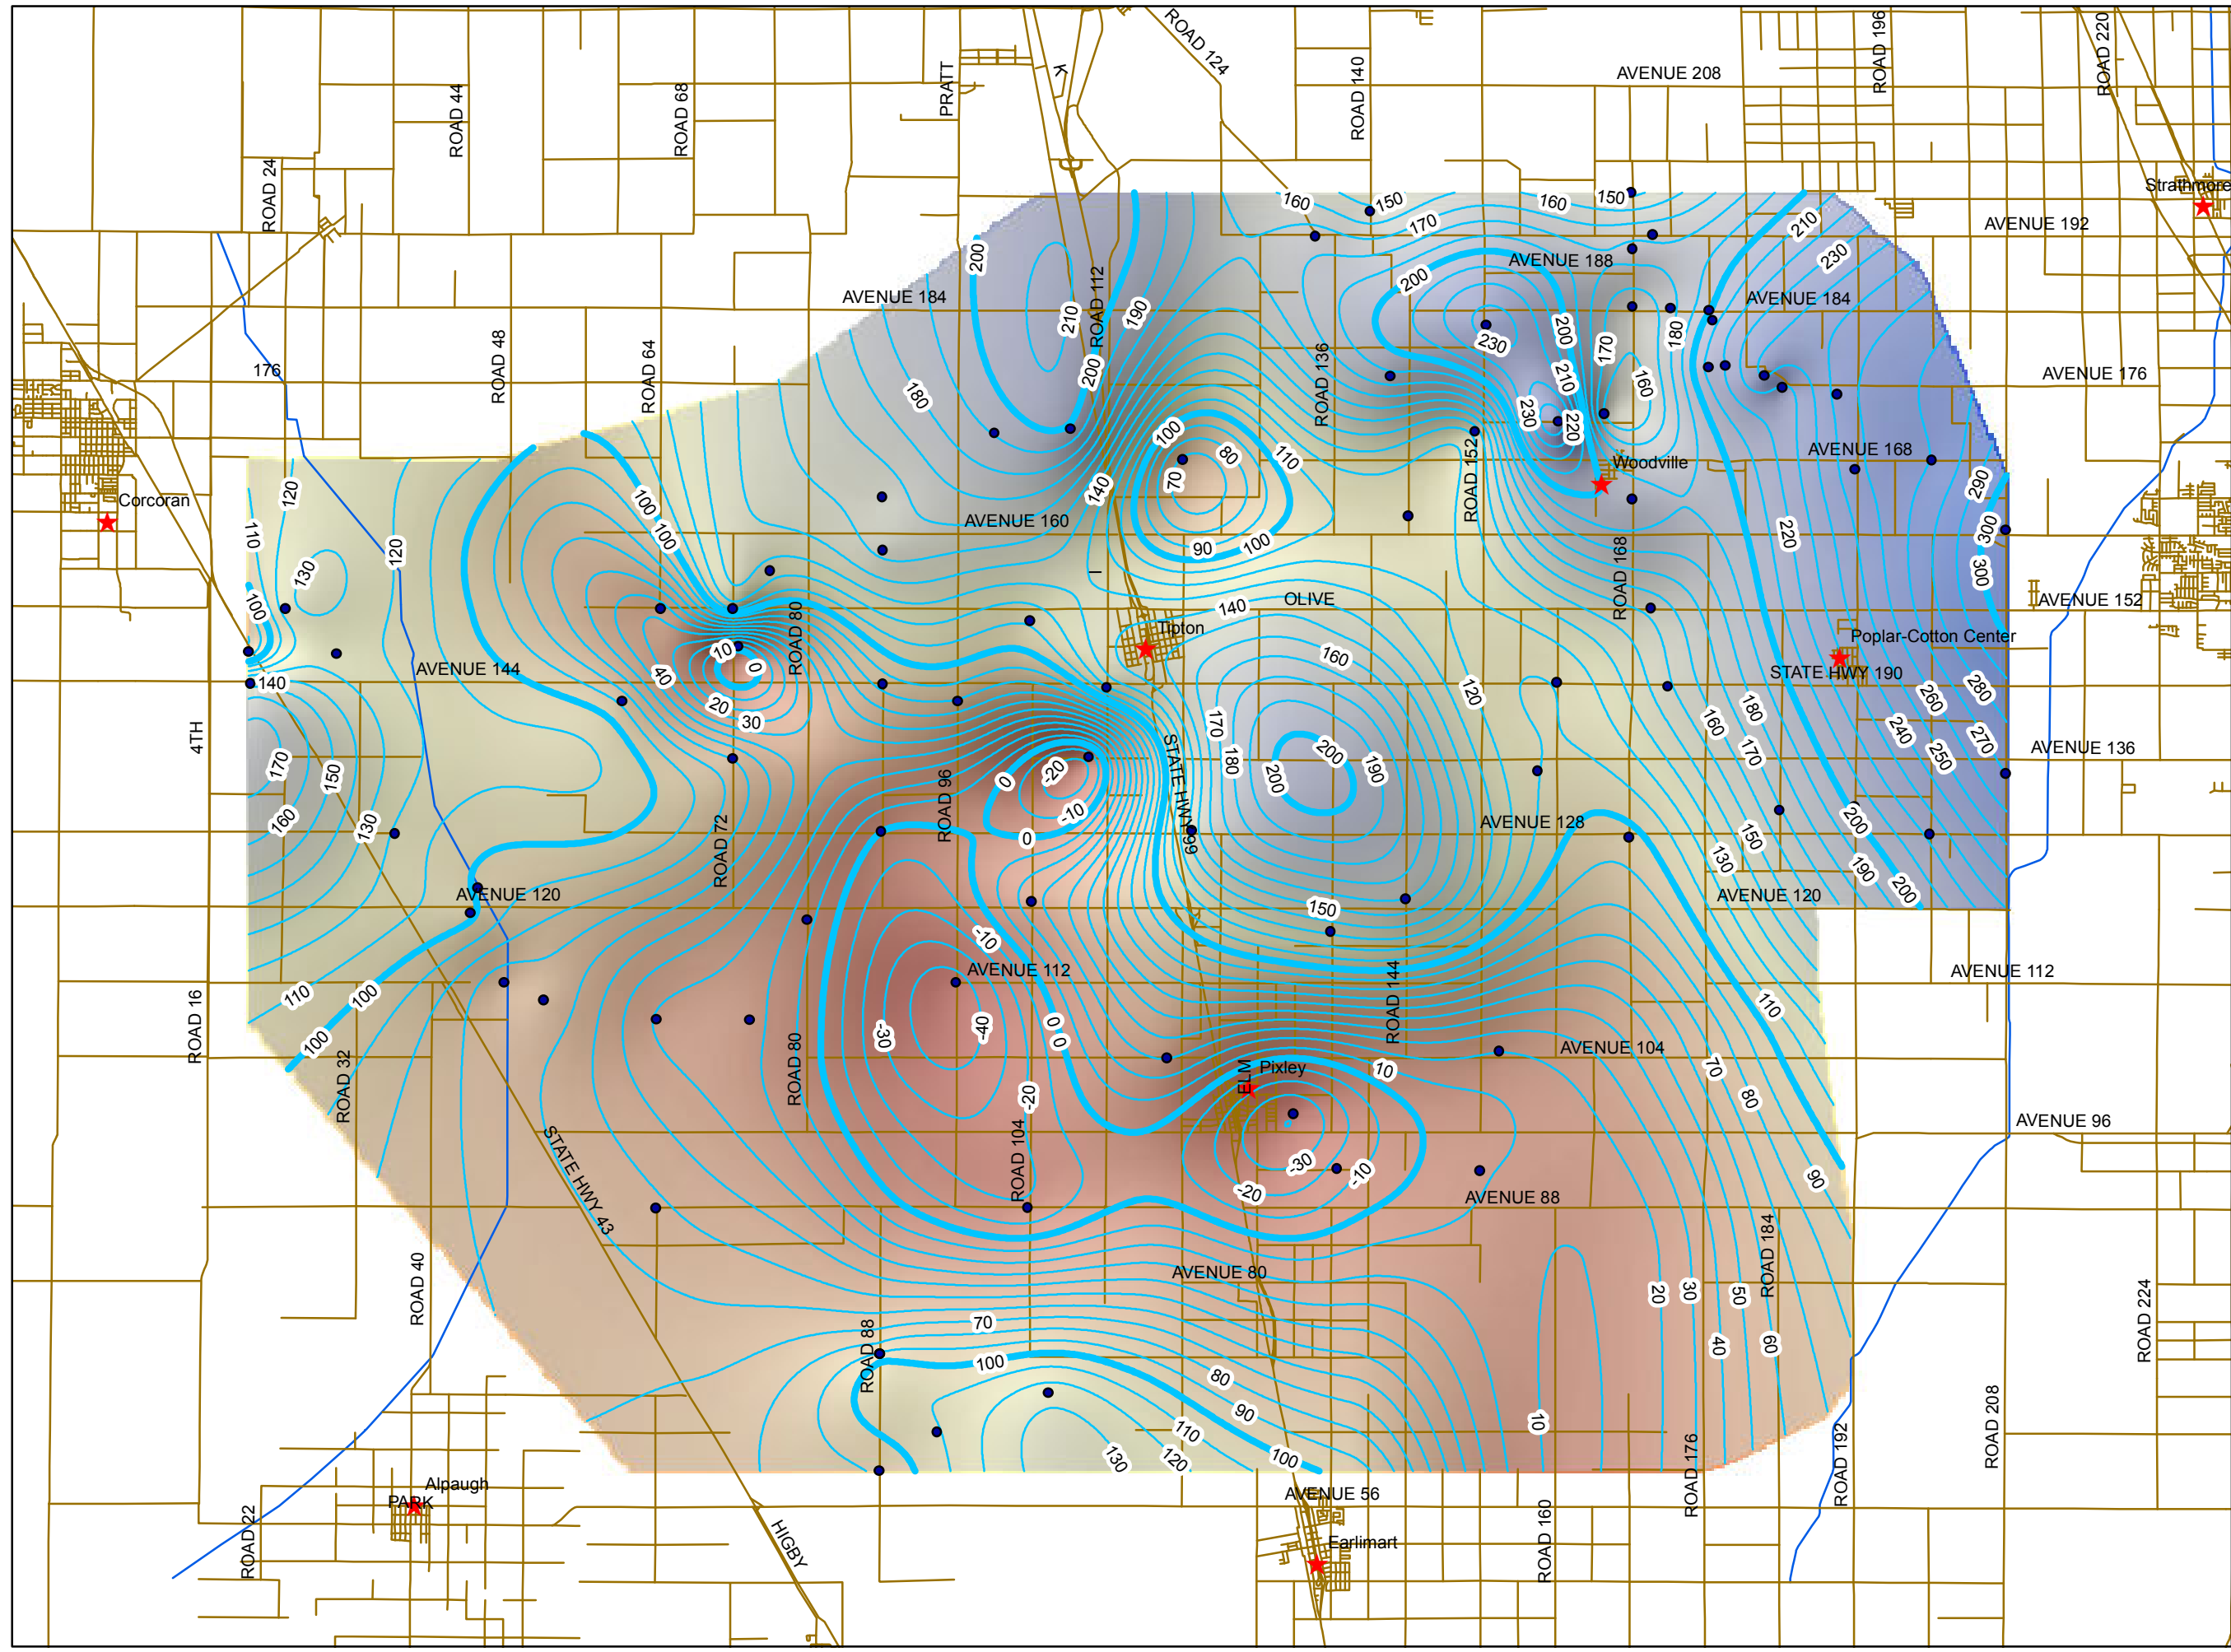 ROAD 124
K
ROAD 196
ROAD 220
AVENUE 208
PRATT
ROAD 44
ROAD 68
ROAD 140
ROAD 24
Strathmore
160
150
160
150
AVENUE 192
170
210
200
230
AVENUE 188
200
AVENUE 184
ROAD 112
190
210
AVENUE 184
200
170
180
230
ROAD 48
ROAD 64
ROAD 136
176
200
AVENUE 176
210
160
180
230
220
100
80
110
AVENUE 168
Woodville
70
ROAD 152
120
Corcoran
100
140
290
AVENUE 160
110
100
220
300
90
100
120
130
I
300
ROAD 168
OLIVE
AVENUE 152
100
140
Tipton
ROAD 80
Poplar-Cotton Center
10
160
0
AVENUE 144
40
STATE HWY 190
140
280
120
260
20
30
170
160
180
4TH
240
270
STATE HWY 99
200
AVENUE 136
170
180
190
170
250
150
0
-20
200
ROAD 96
-10
160
130
AVENUE 128
200
0
150
ROAD 72
130
190
200
AVENUE 120
AVENUE 120
150
-10
AVENUE 112
AVENUE 112
110
100
ROAD 144
110
0
-30
-40
ROAD 16
100
0
AVENUE 104
ROAD 32
ROAD 80
ELM
Pixley
10
70
-20
80
AVENUE 96
STATE HWY 43
ROAD 104
-30
-10
90
-20
AVENUE 88
ROAD 184
AVENUE 80
ROAD 40
20
30
50
70
ROAD 224
40
60
100
ROAD 88
80
90
10
110
ROAD 208
100
130
120
ROAD 176
ROAD 192
Alpaugh
PARK
AVENUE 56
ROAD 22
HIGBY
Earlimart
ROAD 160